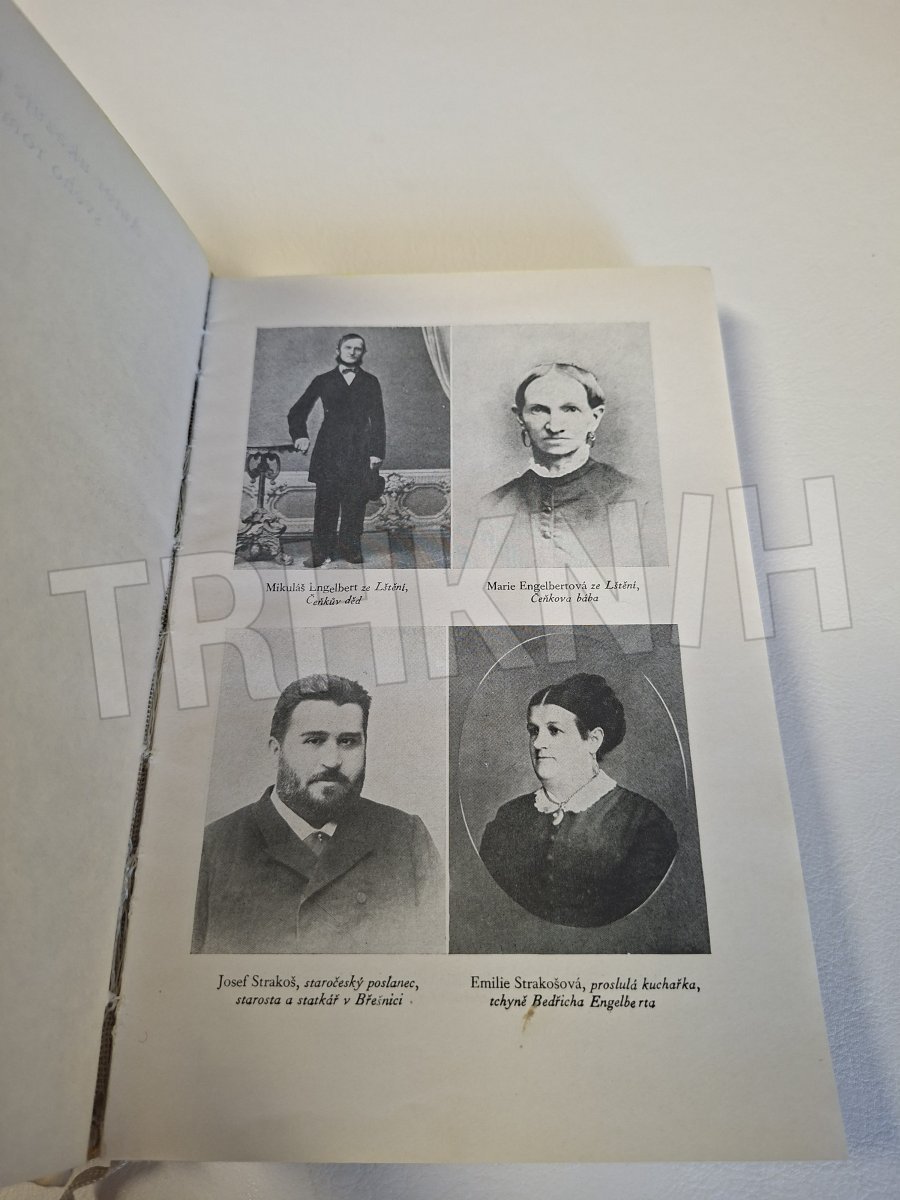 Mikuláš Engelbert ze Lštění,
Čeňkův děd
Marie Engelbertová ze Lštění,
Čeňkova bába
TRHKN/H
Josef Strakoš, staročeský poslanec,
starosta a statkář v Břešnici
Emilie Strakošová, proslulá kuchařka,
tchyně Bedřicha Engelberta